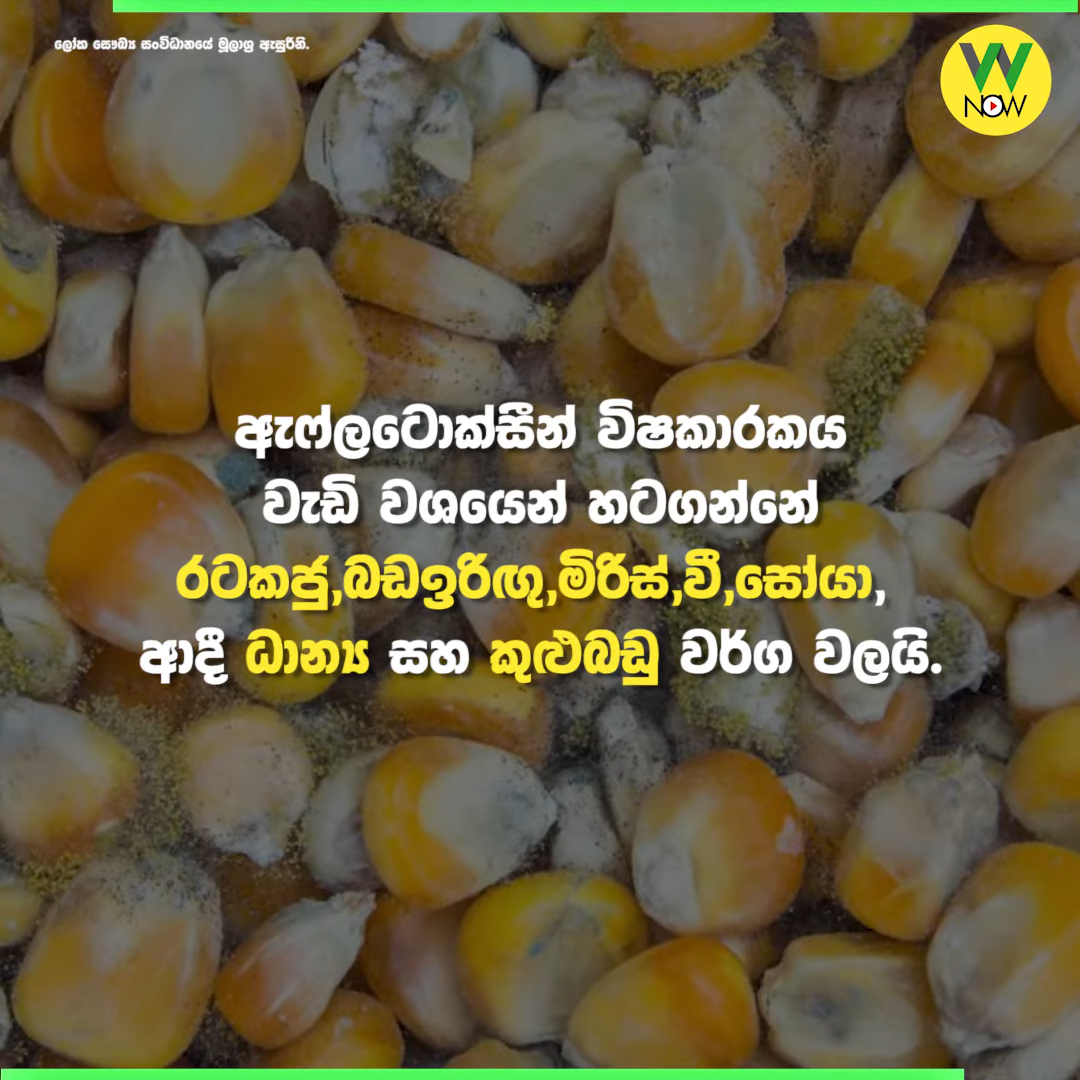 ලෝක සෞඛ්‍ය සංවිධානයේ මූලාශ්‍ර ඇසුරිනි.
W
NOW
ඇෆ්ලටොක්සීන් විෂකාරකය
වැඩි වශයෙන් හටගන්නේ
රටකජු,බඩඉරිඟු,මිරිස්,වී,සෝයා,
ආදී ධාන්‍ය සහ කුළුබඩු වර්ග වලයි.